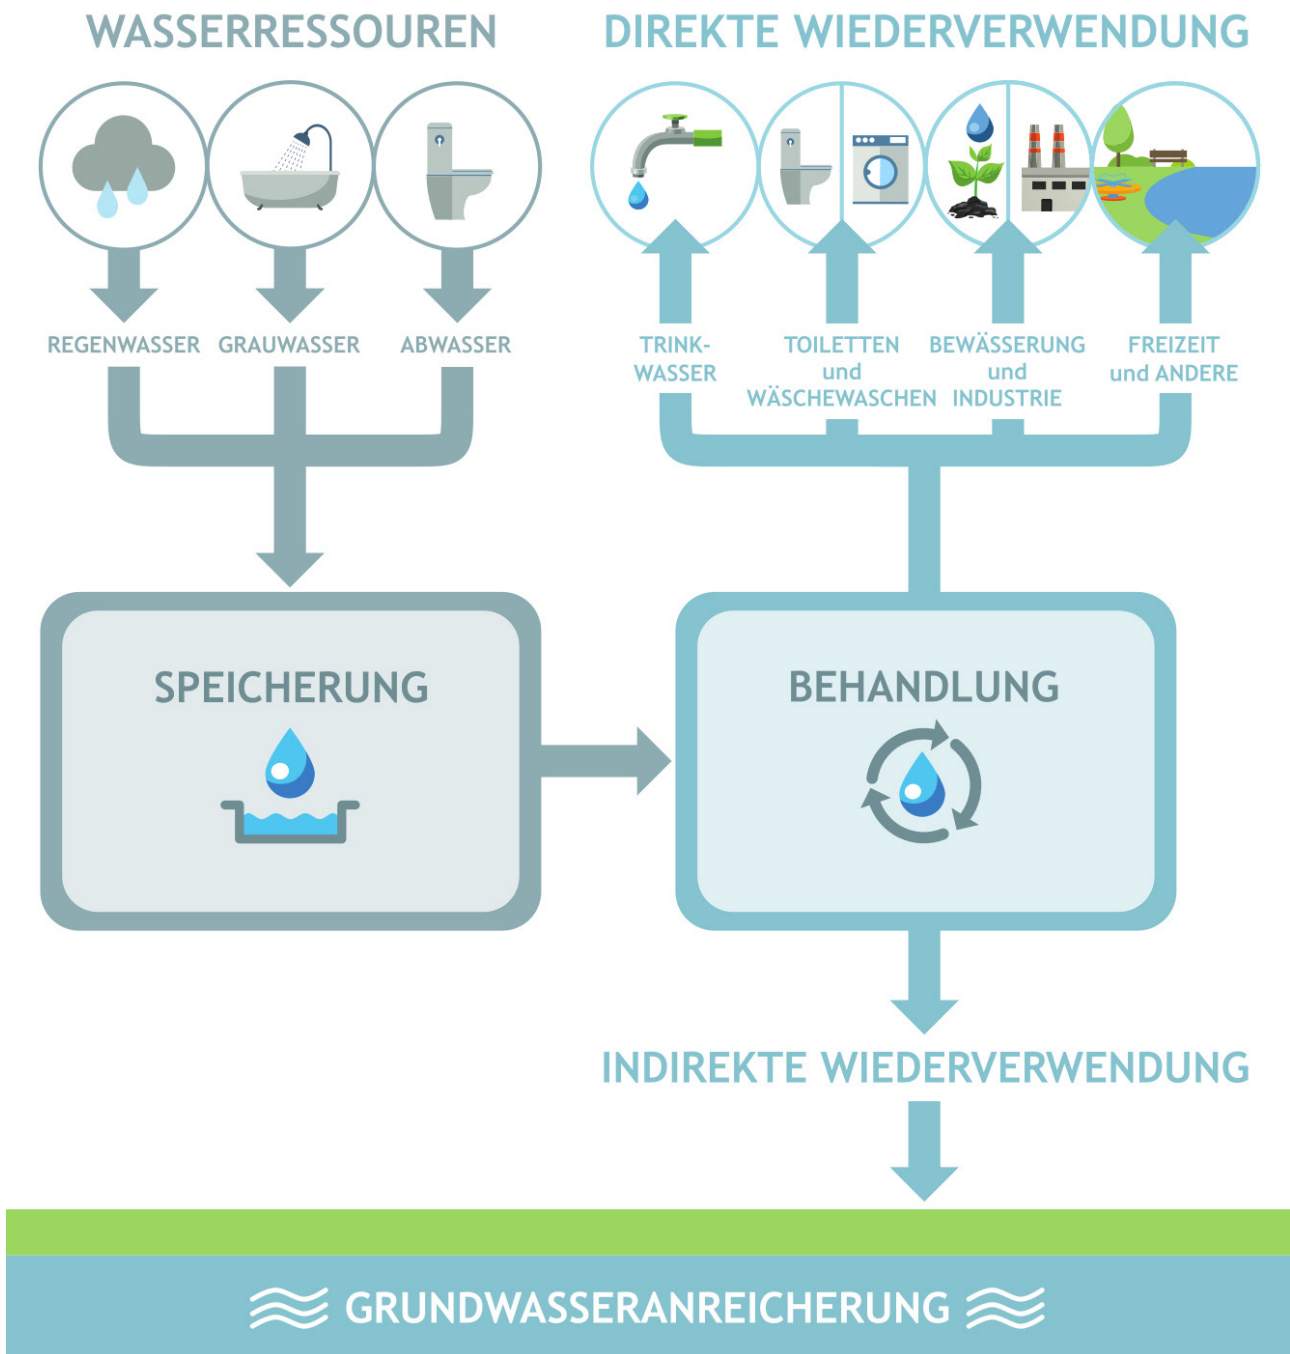 WASSERRESSOUREN
DIREKTE WIEDERVERWENDUNG
REGENWASSER
GRAUWASSER
ABWASSER
TRINK-
WASSER
TOILETTEN
und
WÄSCHEWASCHEN
BEWÄSSERUNG
und
INDUSTRIE
FREIZEIT
und ANDERE
SPEICHERUNG
BEHANDLUNG
INDIREKTE WIEDERVERWENDUNG
GRUNDWASSERANREICHERUNG